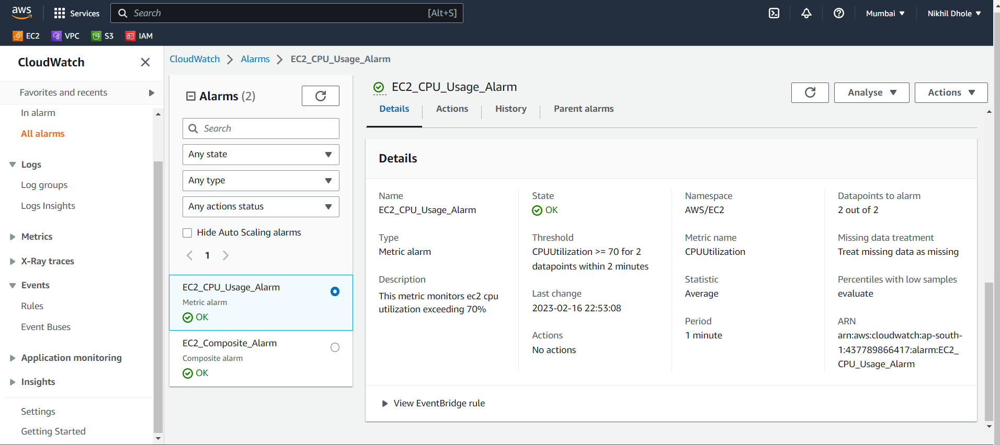 aws
Services
Search
[Alt+S]
Mumbai
Nikhil Dhole
EC2
VPC
S3
IAM
CloudWatch
Favorites and recents
In alarm
All alarms
Logs
Log groups
Logs Insights
Metrics
X-Ray traces
Events
Rules
Event Buses
Application monitoring
Insights
Settings
Getting Started
CloudWatch
Alarms
EC2_CPU_Usage_Alarm
Alarms (2)
Search
Any state
Any type
Any actions status
Hide Auto Scaling alarms
1
EC2_CPU_Usage_Alarm
Metric alarm
OK
EC2_Composite_Alarm
Composite alarm
OK
EC2_CPU_Usage_Alarm
Analyse
Actions
Details
Actions
History
Parent alarms
Details
Name
EC2_CPU_Usage_Alarm
Type
Metric alarm
Description
This metric monitors ec2 cpu
utilization exceeding 70%
State
OK
Threshold
CPUUtilization >= 70 for 2
datapoints within 2 minutes
Last change
2023-02-16 22:53:08
Actions
No actions
Namespace
AWS/EC2
Metric name
CPUUtilization
Statistic
Average
Period
1 minute
Datapoints to alarm
2 out of 2
Missing data treatment
Treat missing data as missing
Percentiles with low samples
evaluate
ARN
arn:aws:cloudwatch:ap-south-
1:437789866417:alarm:EC2_
CPU_Usage_Alarm
View EventBridge rule